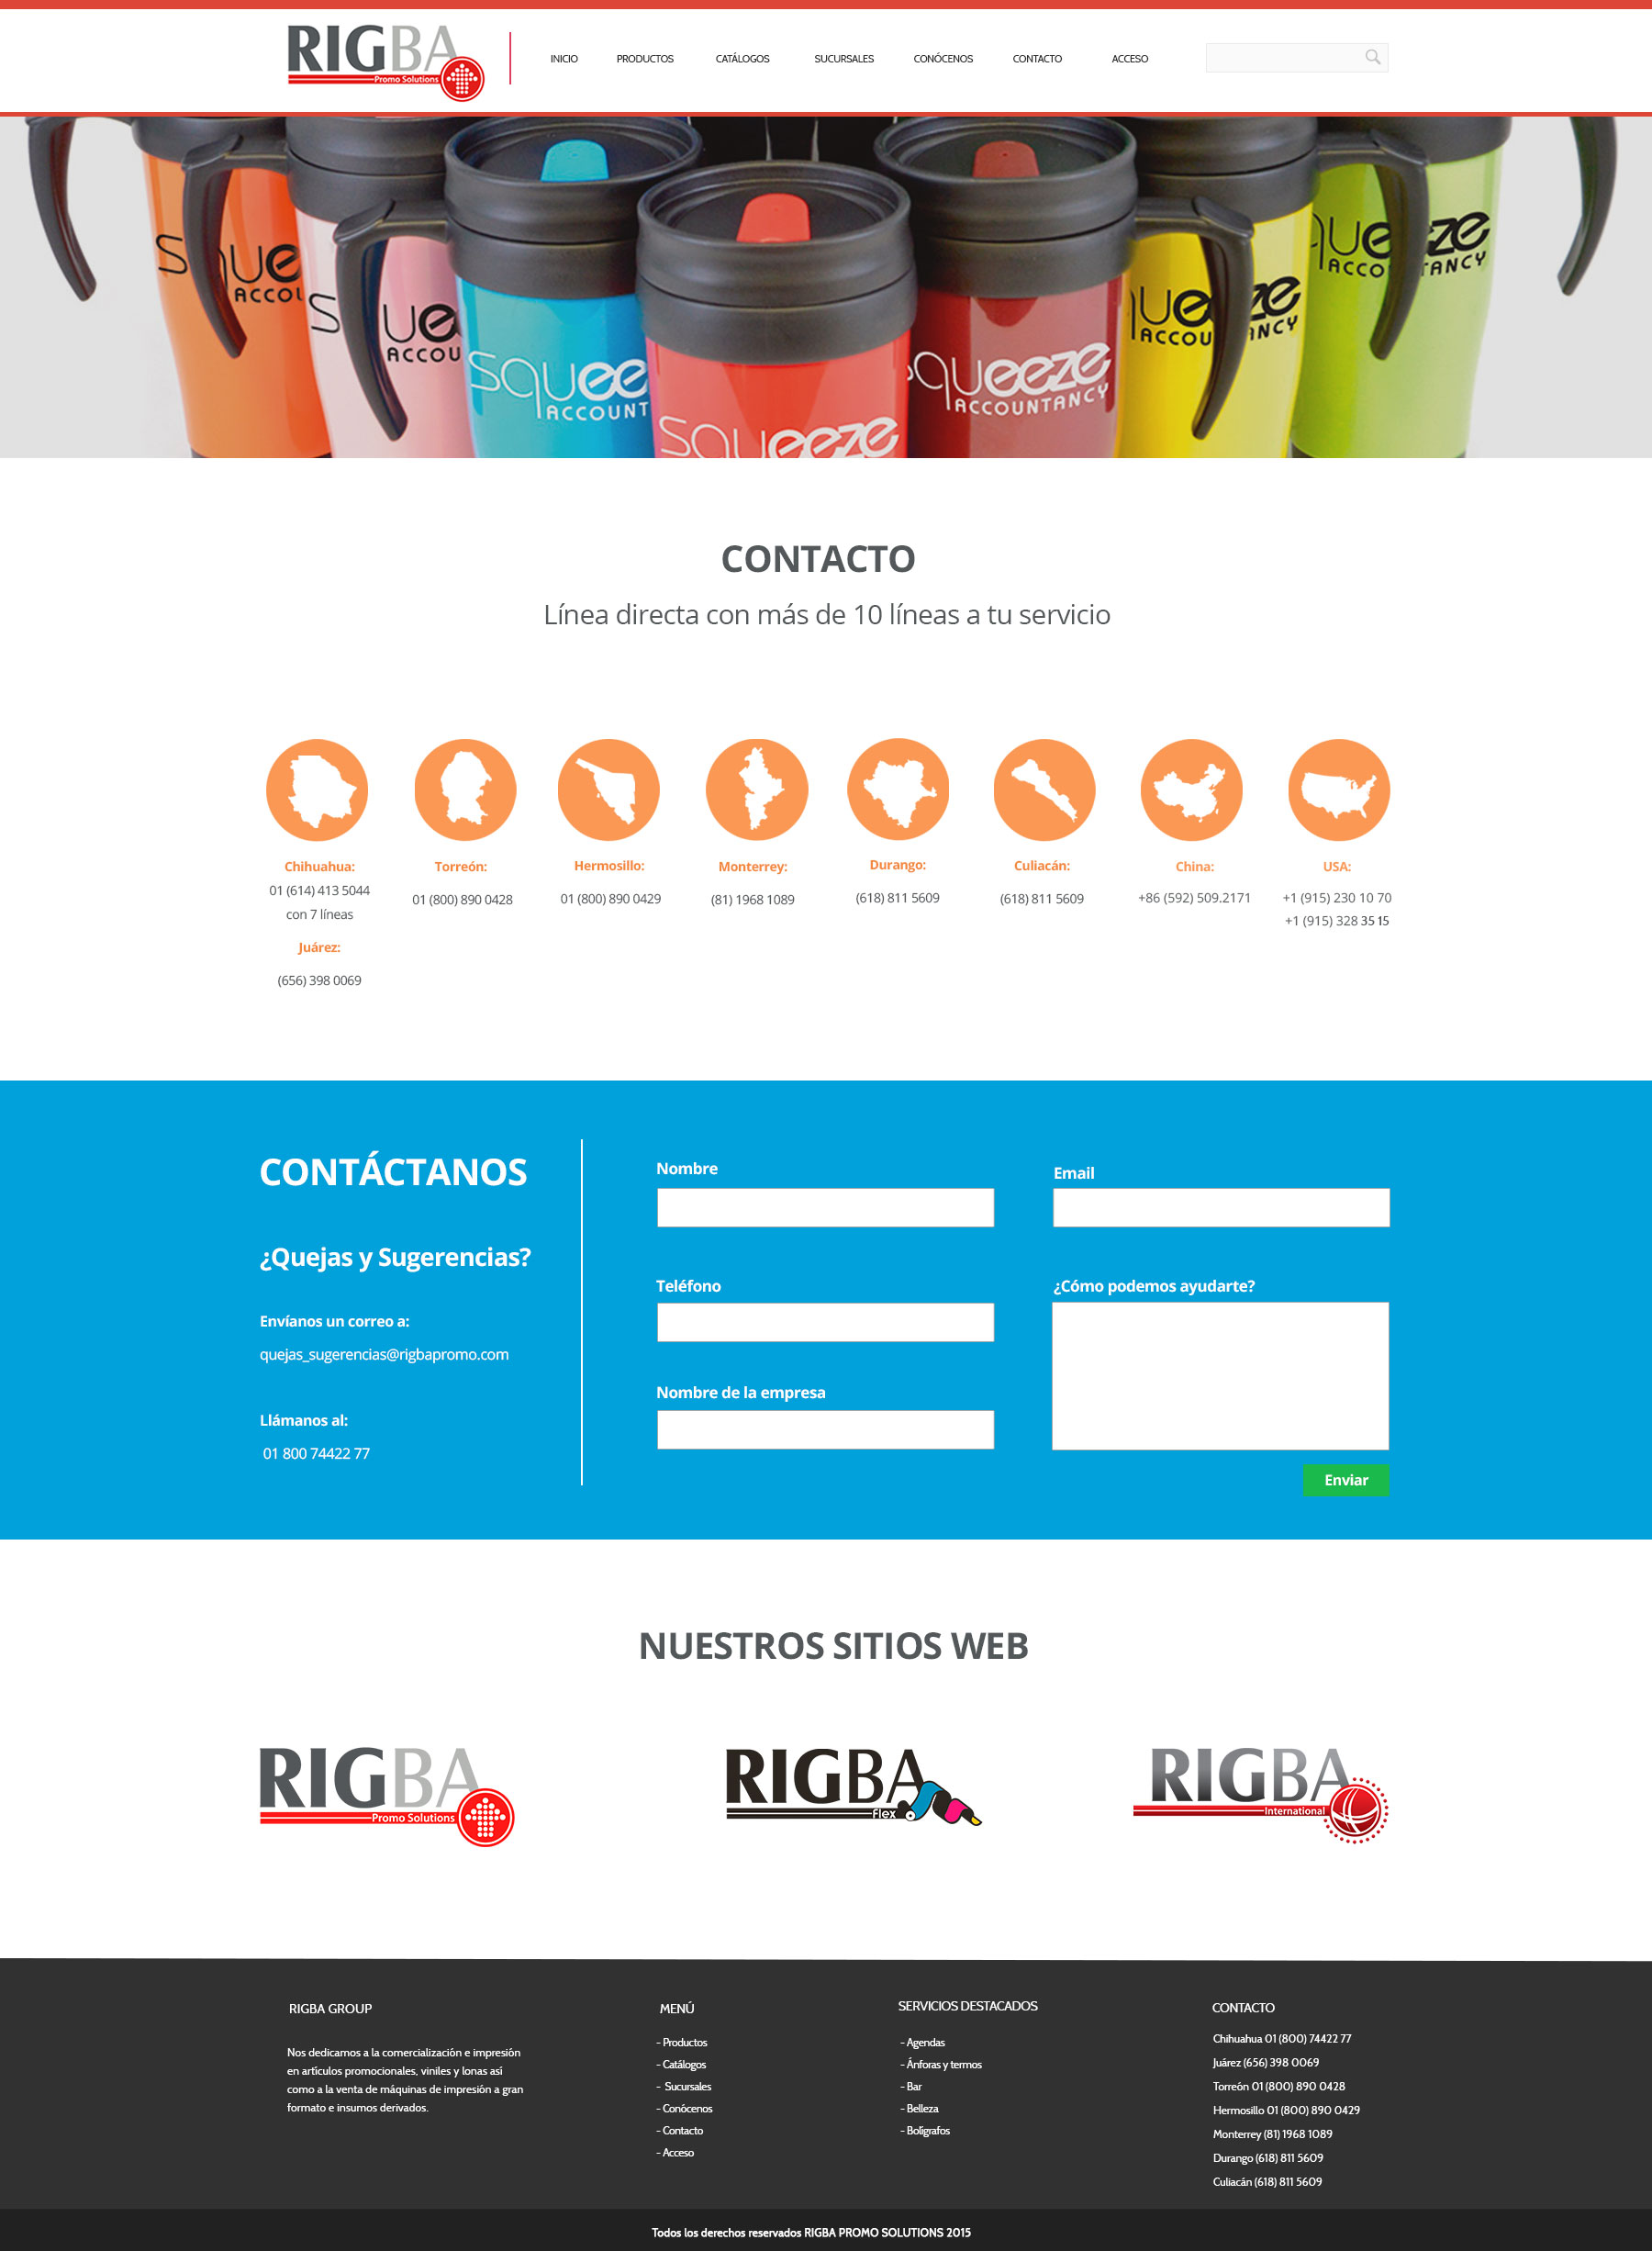 RIGBA
Promo Solutions
INICIO
PRODUCTOS
CATÁLOGOS
SUCURSALES
CONÓCENOS
CONTACTO
ACCESO
squeeze
ACCOUNTANCY
squeeze
ACCOUNTANCY
squeeze
ACCOUNTANCY
squeeze
CONTACTO
Línea directa con más de 10 líneas a tu servicio
Chihuahua:
01 (614) 413 5044
con 7 líneas
Juárez:
(656) 398 0069
Torreón:
01 (800) 890 0428
Hermosillo:
01 (800) 890 0429
Monterrey:
(81) 1968 1089
Durango:
(618) 811 5609
Culiacán:
(618) 811 5609
China:
+86 (592) 509.2171
USA:
+1 (915) 230 10 70
+1 (915) 328 35 15
CONTÁCTANOS
¿Quejas y Sugerencias?
Envíanos un correo a:
quejas_sugerencias@rigbapromo.com
Llámanos al:
01 800 74422 77
Nombre
Teléfono
Nombre de la empresa
Email
¿Cómo podemos ayudarte?
Enviar
NUESTROS SITIOS WEB
RIGBA
Promo Solutions
RIGBA
Flex
RIGBA
International
RIGBA GROUP
Nos dedicamos a la comercialización e impresión
en artículos promocionales, viniles y lonas así
como a la venta de máquinas de impresión a gran
formato e insumos derivados.
MENÚ
- Productos
- Catálogos
- Sucursales
- Conócenos
- Contacto
- Acceso
SERVICIOS DESTACADOS
- Agendas
- Ánforas y termos
- Bar
- Belleza
- Bolígrafos
CONTACTO
Chihuahua 01 (800) 74422 77
Juárez (656) 398 0069
Torreón 01 (800) 890 0428
Hermosillo 01 (800) 890 0429
Monterrey (81) 1968 1089
Durango (618) 811 5609
Culiacán (618) 811 5609
Todos los derechos reservados RIGBA PROMO SOLUTIONS 2015